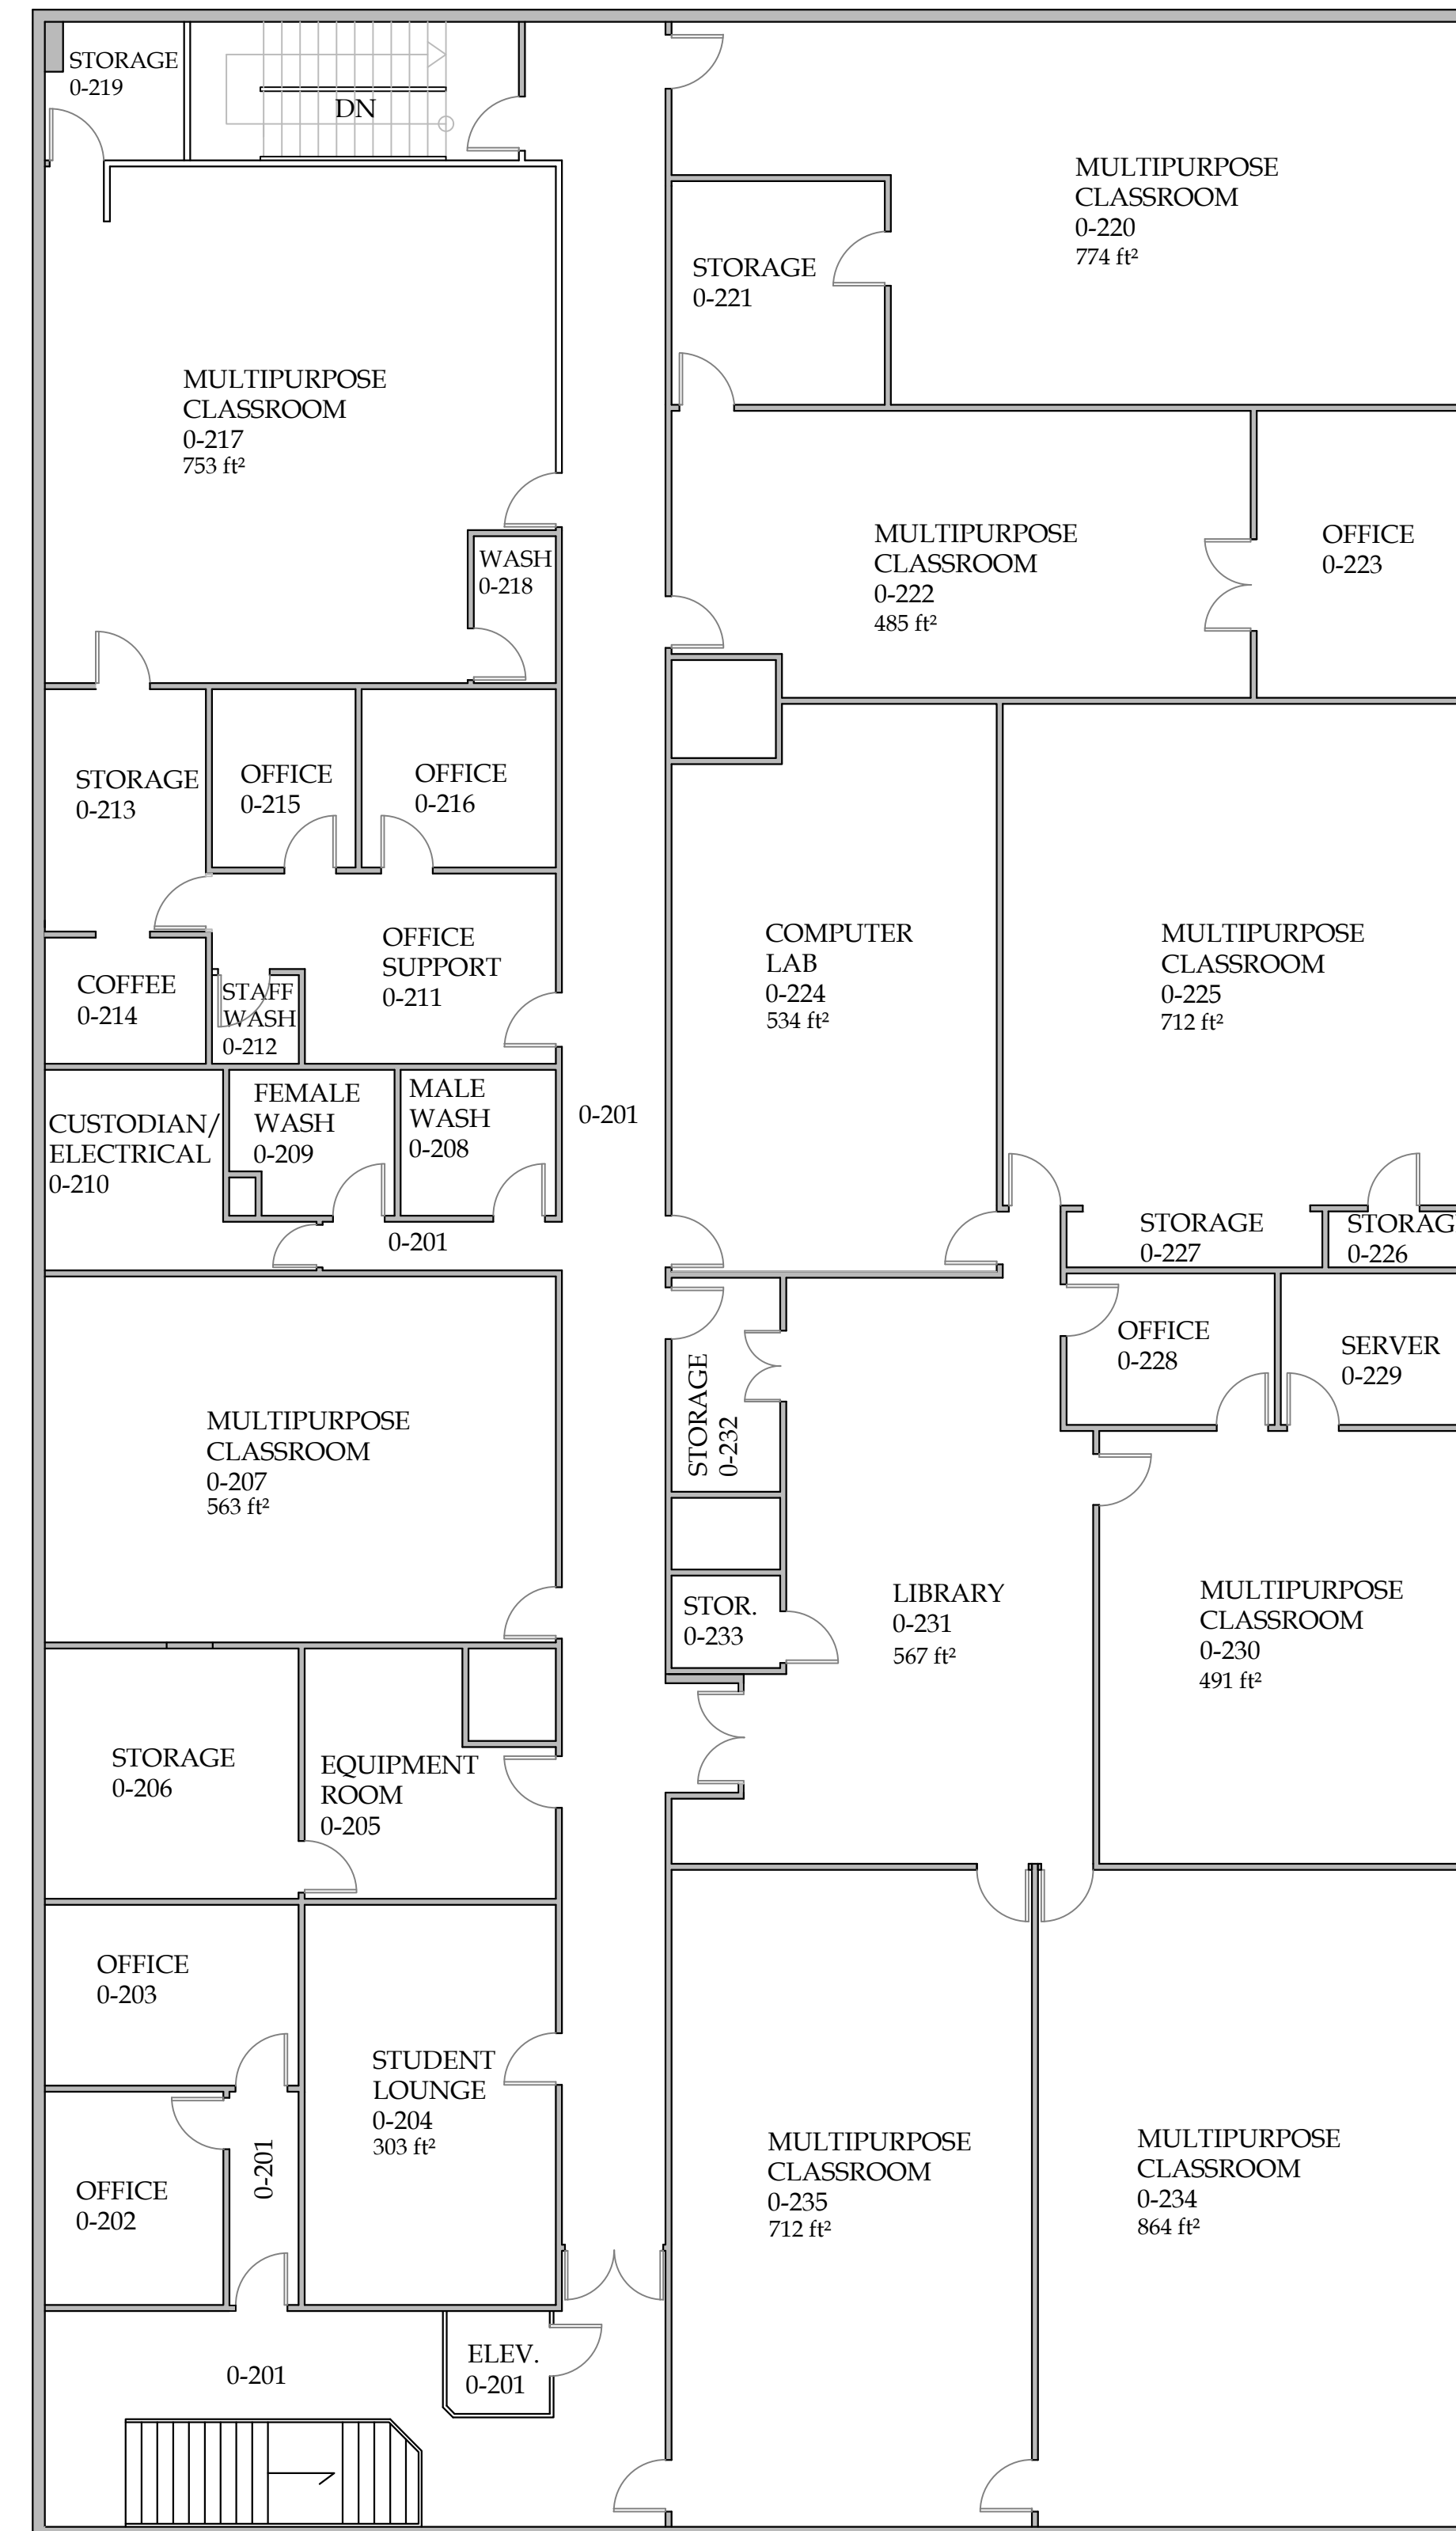 STORAGE
0-219
DN
MULTIPURPOSE
CLASSROOM
0-220
774 ft²
STORAGE
0-221
MULTIPURPOSE
CLASSROOM
0-217
753 ft²
WASH
0-218
MULTIPURPOSE
CLASSROOM
0-222
485 ft²
OFFICE
0-223
STORAGE
0-213
OFFICE
0-215
OFFICE
0-216
OFFICE
SUPPORT
0-211
COFFEE
0-214
STAFF
WASH
0-212
COMPUTER
LAB
0-224
534 ft²
MULTIPURPOSE
CLASSROOM
0-225
712 ft²
CUSTODIAN/
ELECTRICAL
0-210
FEMALE
WASH
0-209
MALE
WASH
0-208
0-201
0-201
STORAGE
0-227
STORAG
0-226
OFFICE
0-228
SERVER
0-229
STORAGE
0-232
MULTIPURPOSE
CLASSROOM
0-207
563 ft²
STOR.
0-233
LIBRARY
0-231
567 ft²
MULTIPURPOSE
CLASSROOM
0-230
491 ft²
STORAGE
0-206
EQUIPMENT
ROOM
0-205
OFFICE
0-203
STUDENT
LOUNGE
0-204
303 ft²
OFFICE
0-202
0-201
MULTIPURPOSE
CLASSROOM
0-235
712 ft²
MULTIPURPOSE
CLASSROOM
0-234
864 ft²
ELEV.
0-201
0-201